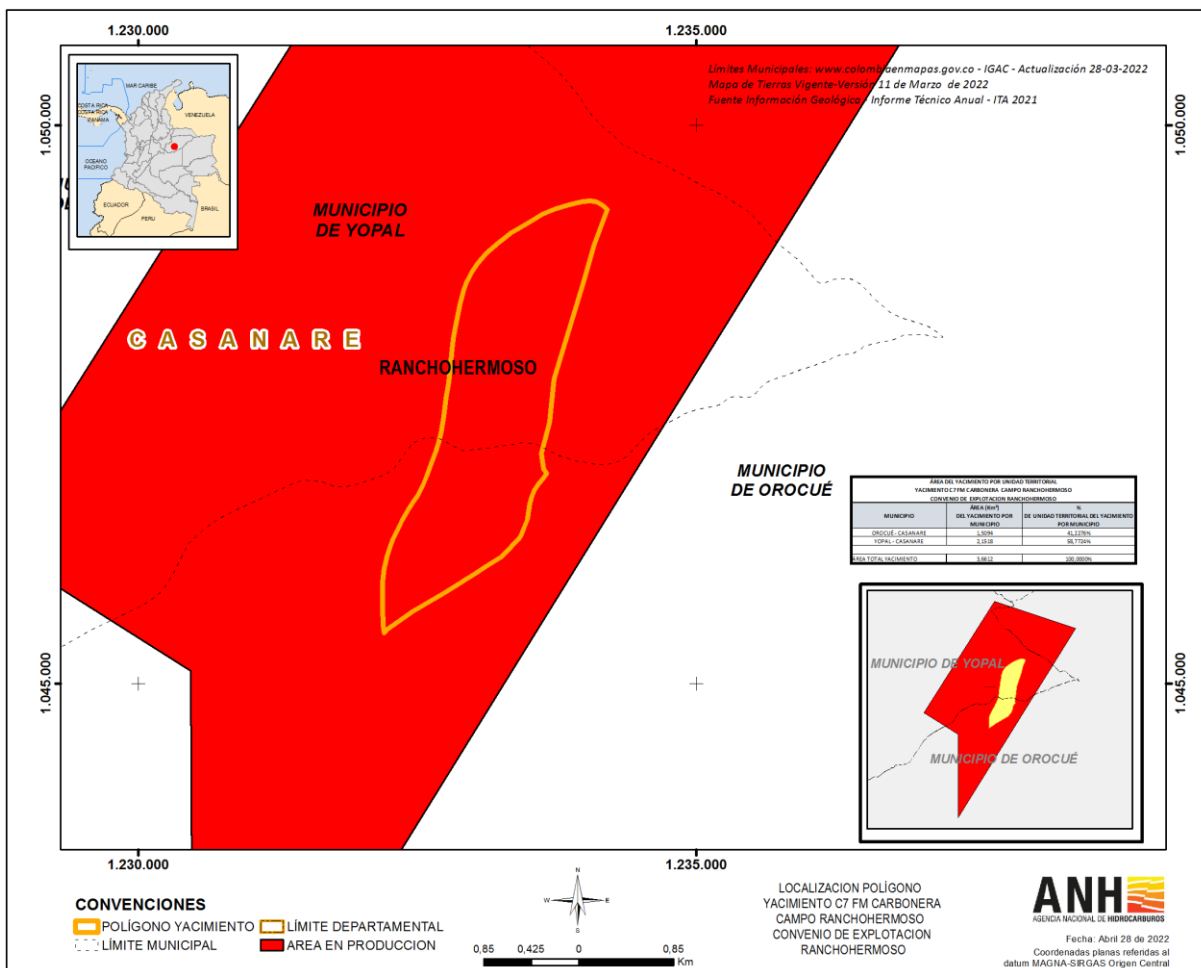 1.230.000
1.235.000
Límites Municipales: www.colombiaenmapas.gov.co - IGAC - Actualización 28-03-2022
Mapa de Tierras Vigente-Versión 11 de Marzo de 2022
Fuente Información Geológica - Informe Técnico Anual - ITA 2021
MAR CARIBE
COSTA RICA
COSTA RICA
PANAMA
VENEZUELA
OCEANO
PACIFICO
ECUADOR
PERU
BRASIL
1.050.000
1.050.000
MUNICIPIO
DE YOPAL
CASANARE
RANCHOHERMOSO
MUNICIPIO
DE OROCUÉ
ÁREA DEL YACIMIENTO POR UNIDAD TERRITORIAL
YACIMIENTO C7 FM CARBONERA CAMPO RANCHOHERMOSO
CONVENIO DE EXPLOTACION RANCHOHERMOSO
MUNICIPIO
ÁREA (Km²)
DEL YACIMIENTO POR
MUNICIPIO
%
DE UNIDAD TERRITORIAL DEL YACIMIENTO
POR MUNICIPIO
OROCUÉ - CASANARE 1,5094 41,2276%
YOPAL - CASANARE 2,1518 58,7724%
ÁREA TOTAL YACIMIENTO 3,6612 100,0000%
1.045.000
1.045.000
MUNICIPIO DE YOPAL
MUNICIPIO DE OROCUÉ
1.230.000
1.235.000
CONVENCIONES
POLÍGONO YACIMIENTO
LÍMITE DEPARTAMENTAL
LÍMITE MUNICIPAL
AREA EN PRODUCCION
N
W
E
S
0,85 0,425 0 0,85
Km
LOCALIZACION POLÍGONO
YACIMIENTO C7 FM CARBONERA
CAMPO RANCHOHERMOSO
CONVENIO DE EXPLOTACION
RANCHOHERMOSO
ANH
AGENCIA NACIONAL DE HIDROCARBUROS
Fecha: Abril 28 de 2022
Coordenadas planas referidas al
datum MAGNA-SIRGAS Origen Central